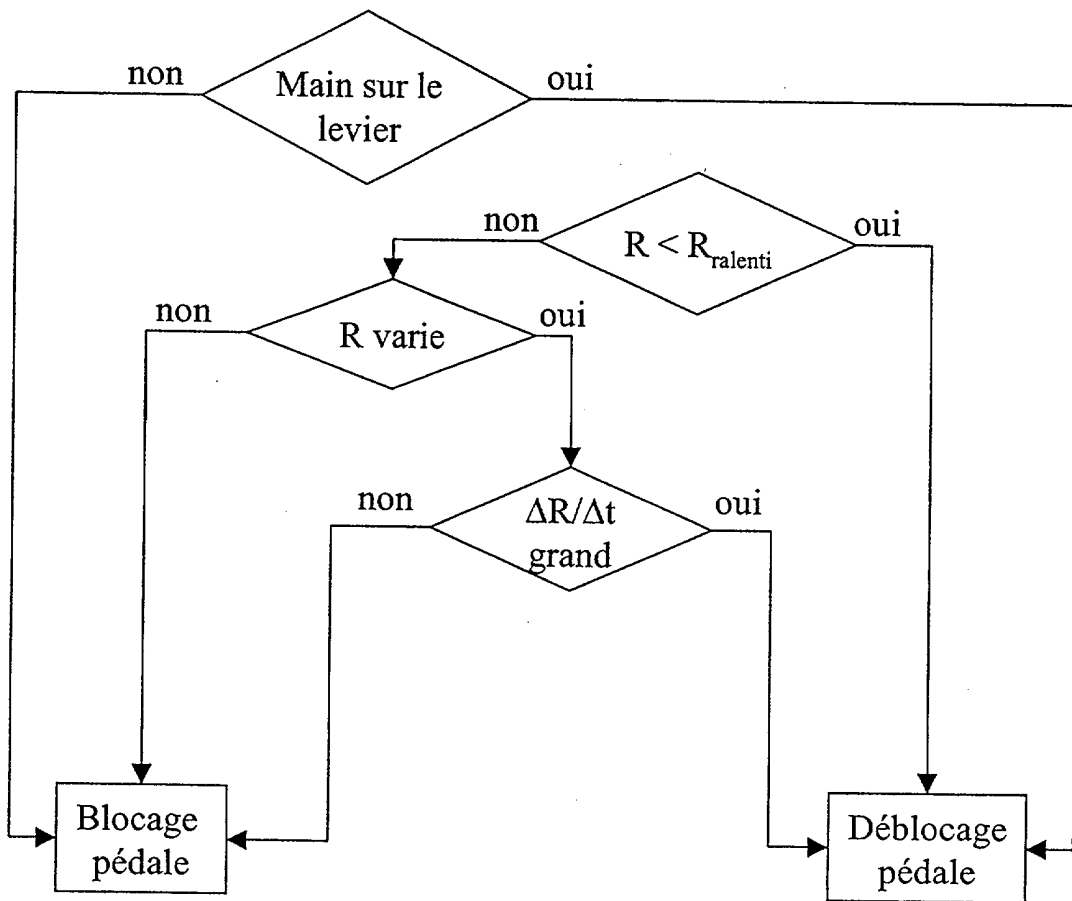 non
Main sur le
levier
oui
non
R < R_ralenti
oui
non
R varie
oui
non
ΔR/Δt
grand
oui
Blocage
pédale
Déblocage
pédale